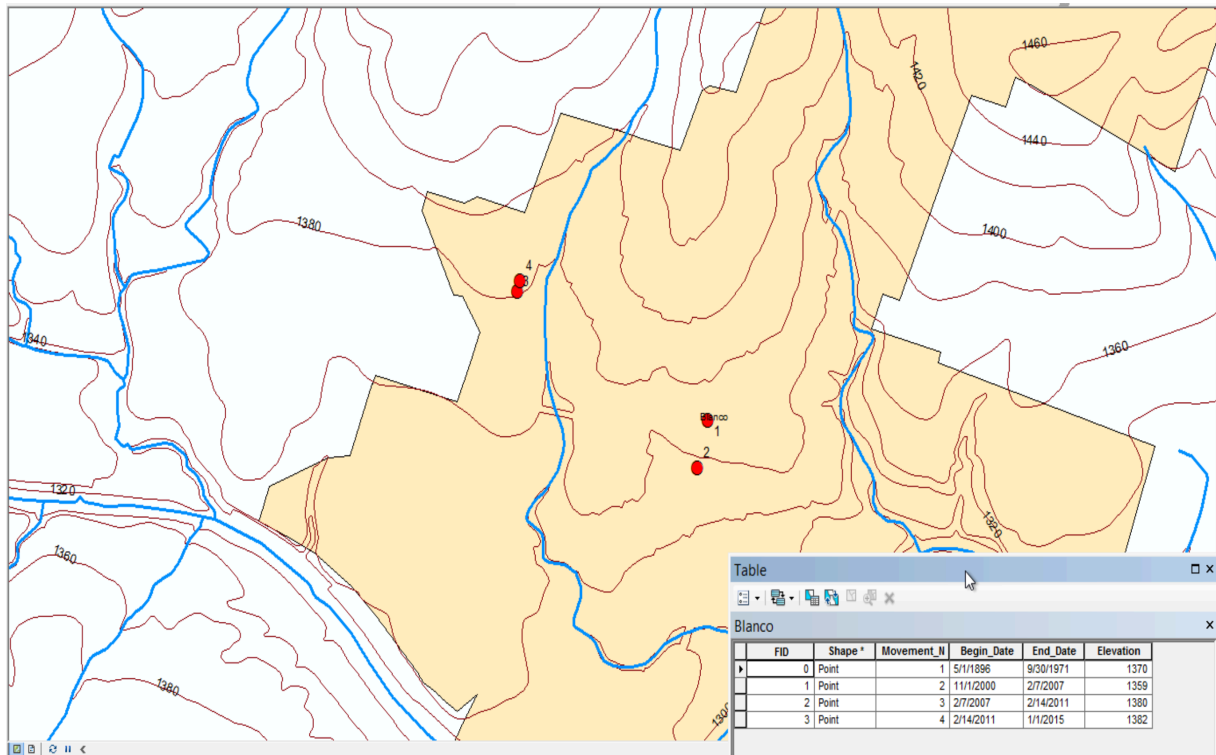 1460
1420
1440
1380
1400
4
3
1340
1360
Blanco
1
2
1320
1320
1360
1380
Table
Blanco
FID Shape * Movement_N Begin_Date End_Date Elevation
0 Point 1 5/1/1896 9/30/1971 1370
1 Point 2 11/1/2000 2/7/2007 1359
2 Point 3 2/7/2007 2/14/2011 1380
3 Point 4 2/14/2011 1/1/2015 1382